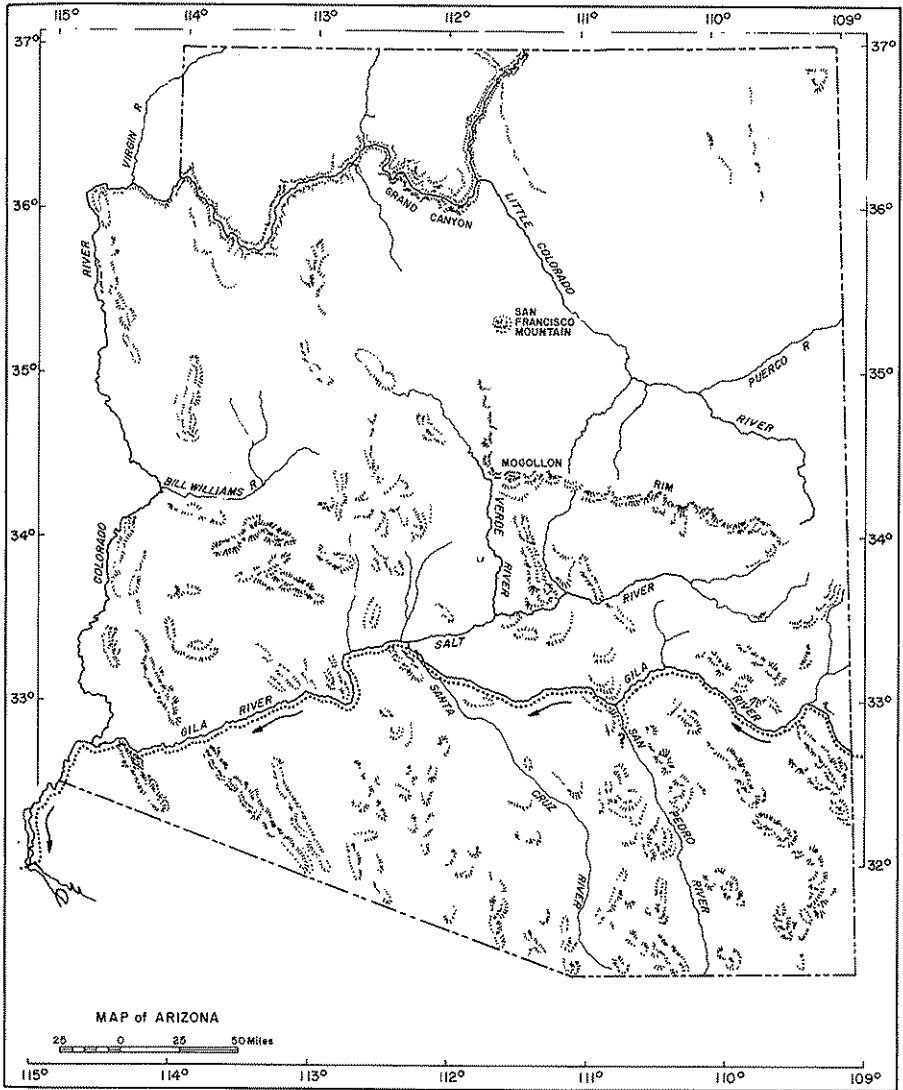 114° 113° 112° 111° 110° 109°
37° 37°
VIRGIN R
36° 36°
GRAND CANYON
LITTLE COLORADO
RIVER
SAN
FRANCISCO
MOUNTAIN
35° 35°
PUERCO R
RIVER
MOGOLLON
RIM
BILL WILLIAMS R
34° 34°
COLORADO
VERDE
RIVER
RIVER
SALT
33° 33°
GILA
RIVER
GILA
RIVER
SANTA
SAN
CRUZ
PEDRO
32° 32°
RIVER
RIVER
MAP of ARIZONA
25 0 25 50 Miles
115° 114° 113° 112° 111° 110° 109°